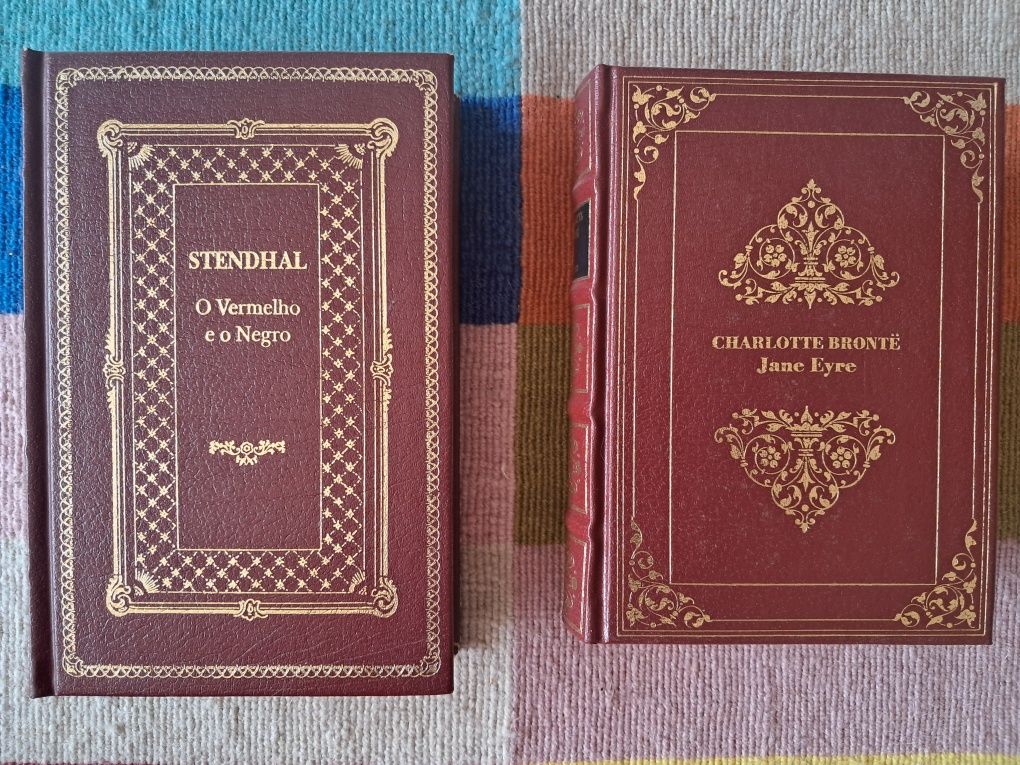 STENDHAL
O Vermelho
e o Negro
CHARLOTTE BRONTË
Jane Eyre